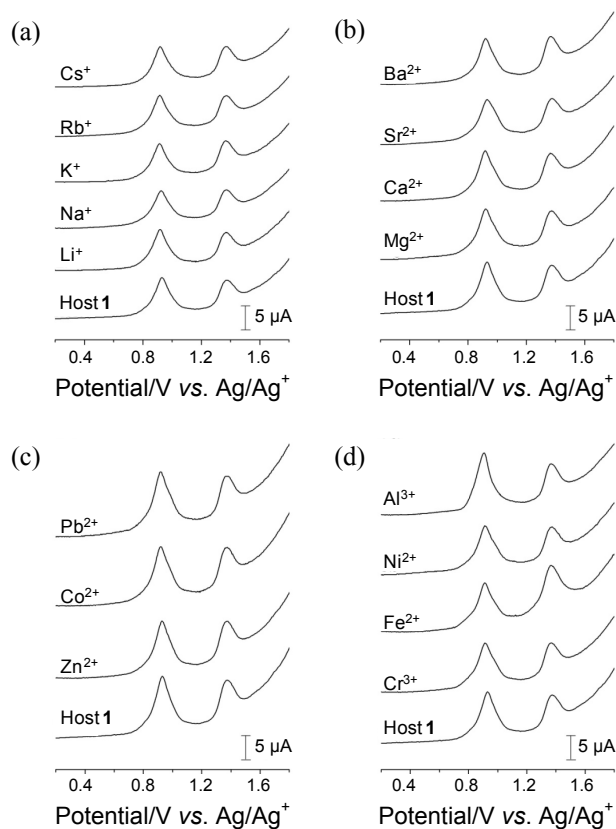 (a)
Cs⁺
Rb⁺
K⁺
Na⁺
Li⁺
Host 1
5 µA
0.4 0.8 1.2 1.6
Potential/V vs. Ag/Ag⁺
(b)
Ba²⁺
Sr²⁺
Ca²⁺
Mg²⁺
Host 1
5 µA
0.4 0.8 1.2 1.6
Potential/V vs. Ag/Ag⁺
(c)
Pb²⁺
Co²⁺
Zn²⁺
Host 1
5 µA
0.4 0.8 1.2 1.6
Potential/V vs. Ag/Ag⁺
(d)
Al³⁺
Ni²⁺
Fe²⁺
Cr³⁺
Host 1
5 µA
0.4 0.8 1.2 1.6
Potential/V vs. Ag/Ag⁺